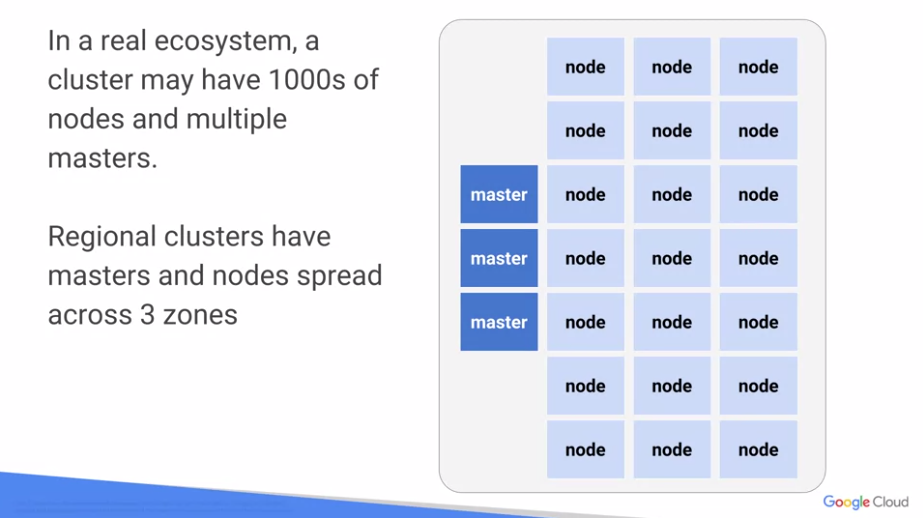 In a real ecosystem, a
cluster may have 1000s of
nodes and multiple
masters.
Regional clusters have
masters and nodes spread
across 3 zones
node node node
node node node
master node node node
master node node node
master node node node
node node node
node node node
Google Cloud